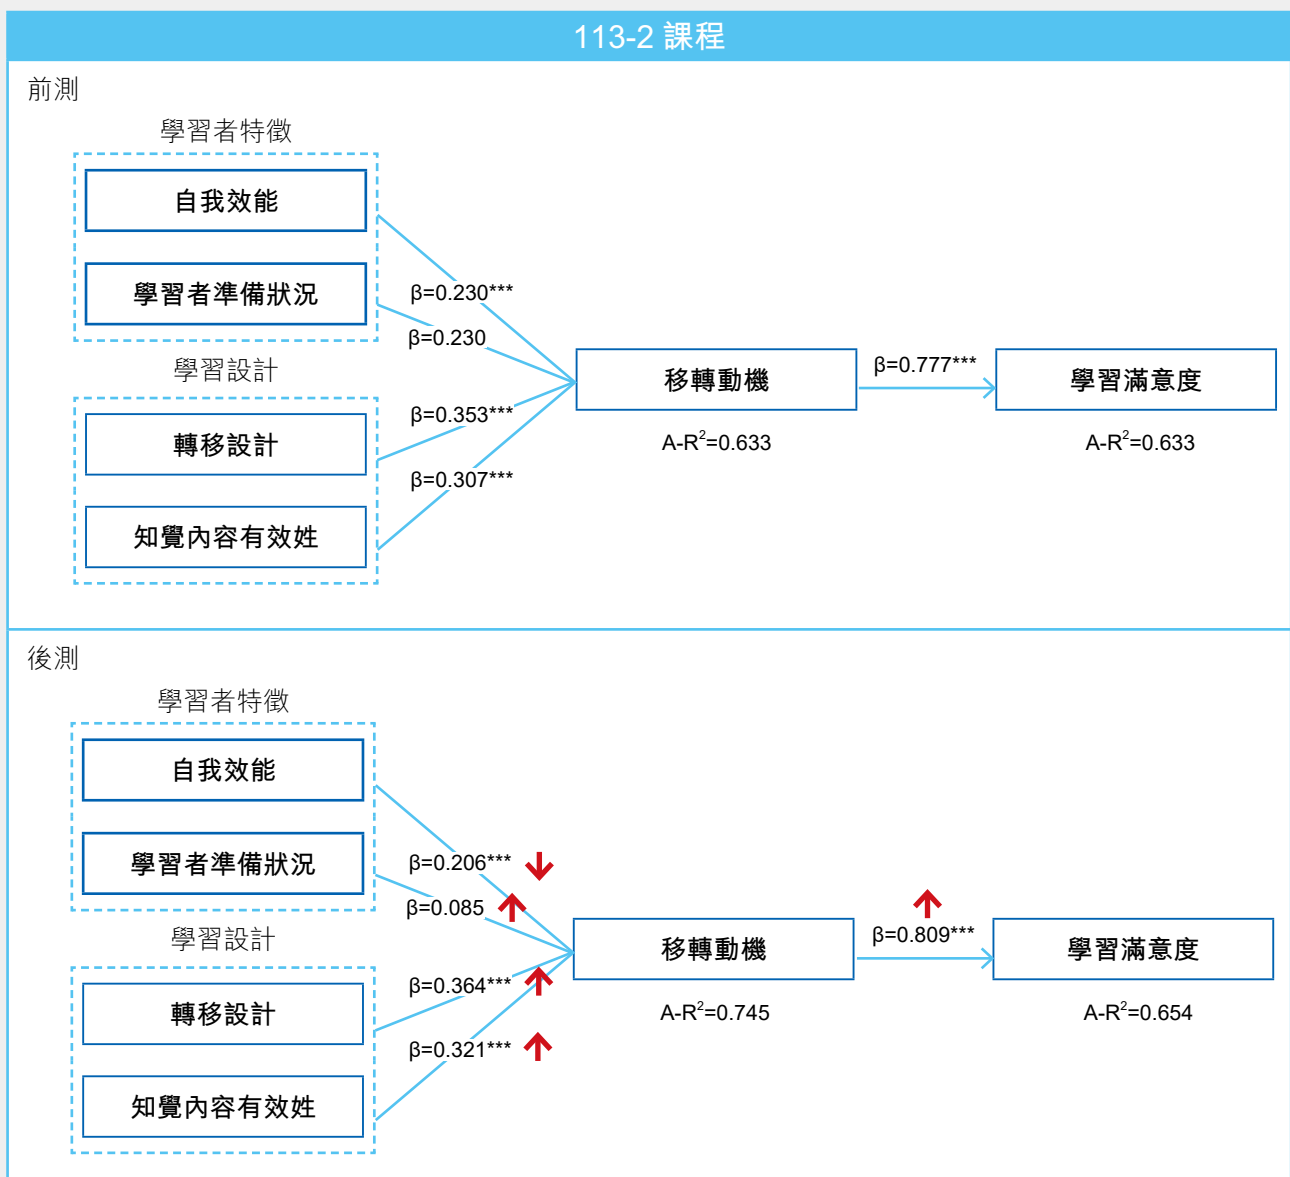 113-2 課程
前測
學習者特徵
自我效能
學習者準備狀況
β=0.230***
β=0.230
學習設計
轉移設計
知覺內容有效姓
β=0.353***
β=0.307***
移轉動機
A-R²=0.633
β=0.777***
學習滿意度
A-R²=0.633
後測
學習者特徵
自我效能
學習者準備狀況
β=0.206***
β=0.085
學習設計
轉移設計
知覺內容有效姓
β=0.364***
β=0.321***
移轉動機
A-R²=0.745
β=0.809***
學習滿意度
A-R²=0.654